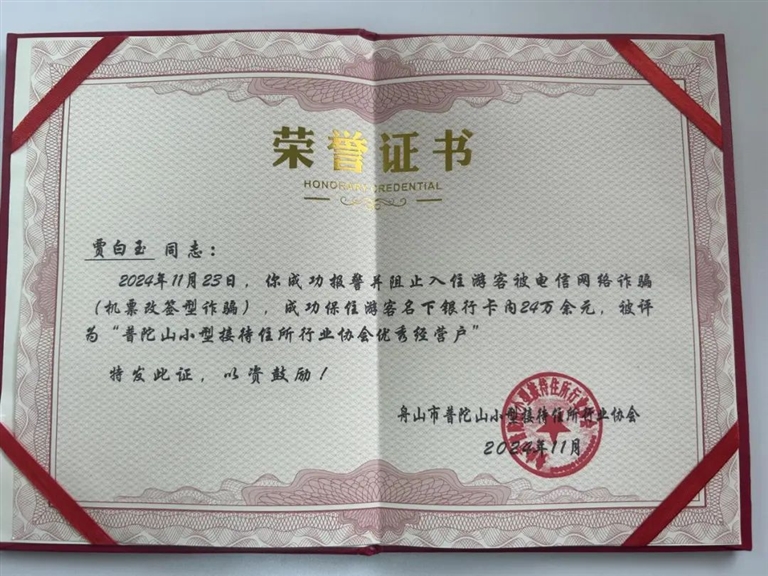 荣誉证书
HONORARY CREDENTIAL
贾白玉 同志：
2024年11月23日，你成功报警并阻止入住游客被电信网络诈骗
（机票改签型诈骗），成功保住游客名下银行卡内24万余元，被评
为“普陀山小型接待住所行业协会优秀经营户”
特发此证，以资鼓励！
舟山市普陀山小型接待住所行业协会
2024年11月